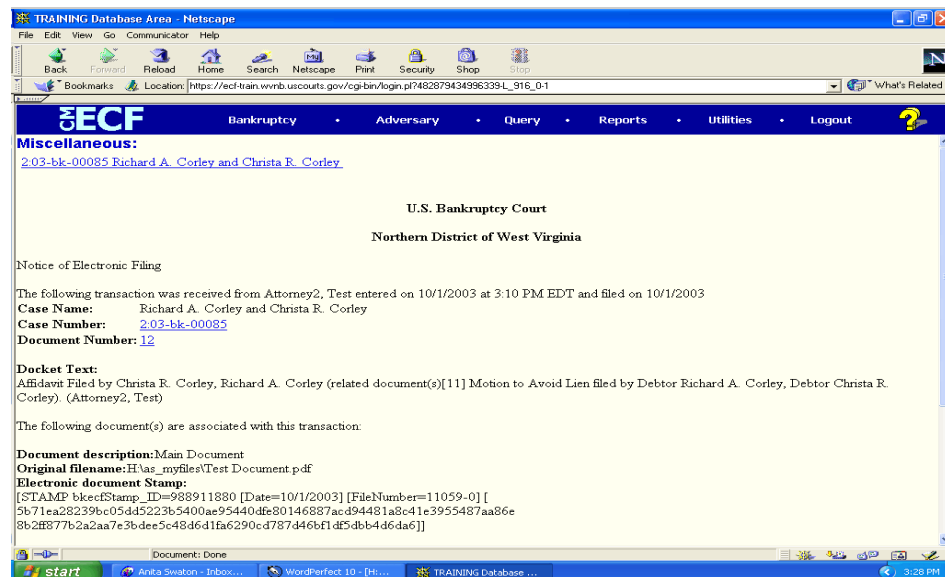 TRAINING Database Area - Netscape
File Edit View Go Communicator Help
Back Forward Reload Home Search Netscape Print Security Shop Stop
Bookmarks Location: https://ecf-train.wvnb.uscourts.gov/cgi-bin/login.pl?482879434996339-L_916_0-1 What's Related
CM ECF Bankruptcy • Adversary • Query • Reports • Utilities • Logout ?
Miscellaneous:
2:03-bk-00085 Richard A. Corley and Christa R. Corley
U.S. Bankruptcy Court
Northern District of West Virginia
Notice of Electronic Filing
The following transaction was received from Attorney2, Test entered on 10/1/2003 at 3:10 PM EDT and filed on 10/1/2003
Case Name: Richard A. Corley and Christa R. Corley
Case Number: 2:03-bk-00085
Document Number: 12
Docket Text:
Affidavit Filed by Christa R. Corley, Richard A. Corley (related document(s)[11] Motion to Avoid Lien filed by Debtor Richard A. Corley, Debtor Christa R.
Corley). (Attorney2, Test)
The following document(s) are associated with this transaction:
Document description:Main Document
Original filename:H:\as_myfiles\Test Document.pdf
Electronic document Stamp:
[STAMP bkecfStamp_ID=988911880 [Date=10/1/2003] [FileNumber=11059-0] [
5b71ea28239bc05dd5223b5400ae95440dfe80146887acd94481a8c41e3955487aa86e
8b2ff877b2a2aa7e3bdee5c48d6d1fa6290cd787d46bf1df5dbb4d6da6]]
Document: Done
start Anita Swaton - Inbox... WordPerfect 10 - [H:... TRAINING Database ... 3:28 PM